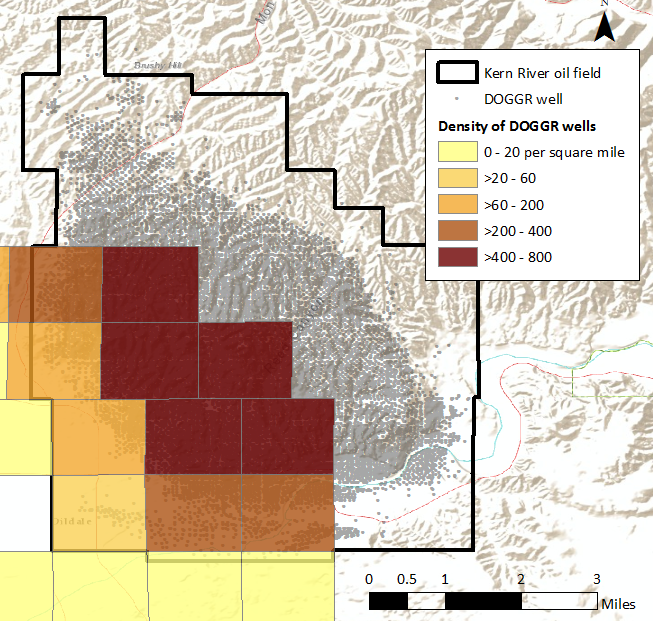 Mon
N
Brushy Hill
Kern River oil field
DOGGR well
Density of DOGGR wells
0 - 20 per square mile
>20 - 60
>60 - 200
>200 - 400
>400 - 800
Oildale
0 0.5 1 2 3
Miles